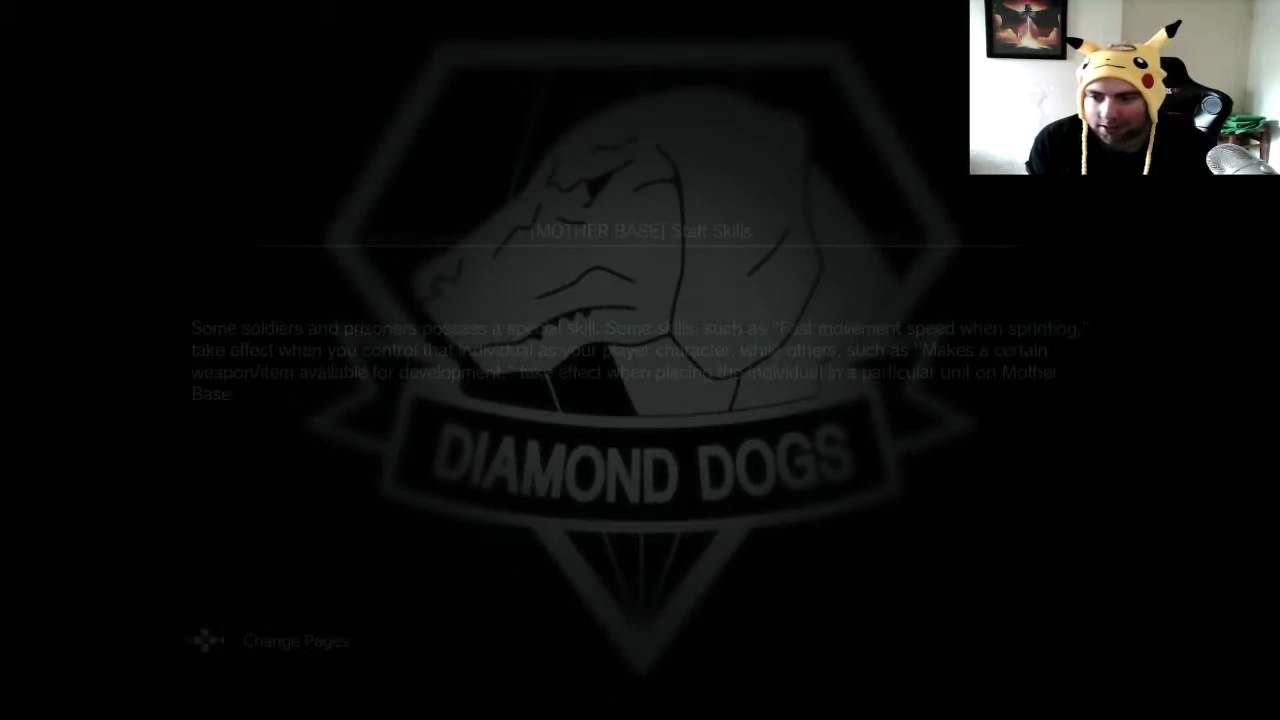 [MOTHER BASE] Staff Skills
Some soldiers and prisoners possess a special skill. Some skills, such as "Fast movement speed when sprinting,"
take effect when you control that individual as your player character, while others, such as "Makes a certain
weapon/item available for development," take effect when placing the individual in a particular unit on Mother
Base.
DIAMOND DOGS
Change Pages